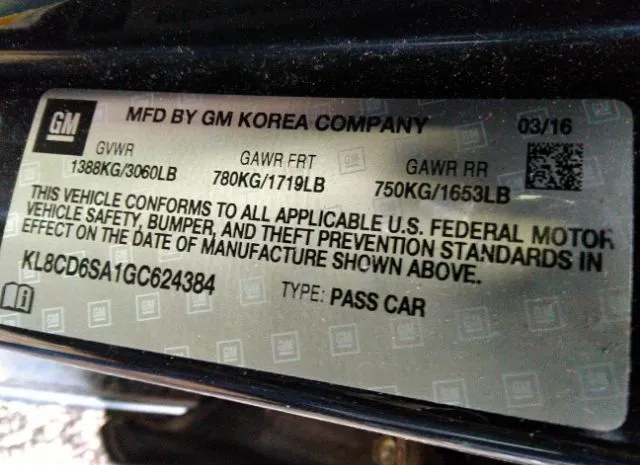 GM
MFD BY GM KOREA COMPANY
03/16
GVWR
GAWR FRT
GAWR RR
1388KG/3060LB
780KG/1719LB
750KG/1653LB
THIS VEHICLE CONFORMS TO ALL APPLICABLE U.S. FEDERAL MOTOR
VEHICLE SAFETY, BUMPER, AND THEFT PREVENTION STANDARDS IN
EFFECT ON THE DATE OF MANUFACTURE SHOWN ABOVE.
KL8CD6SA1GC624384
TYPE: PASS CAR